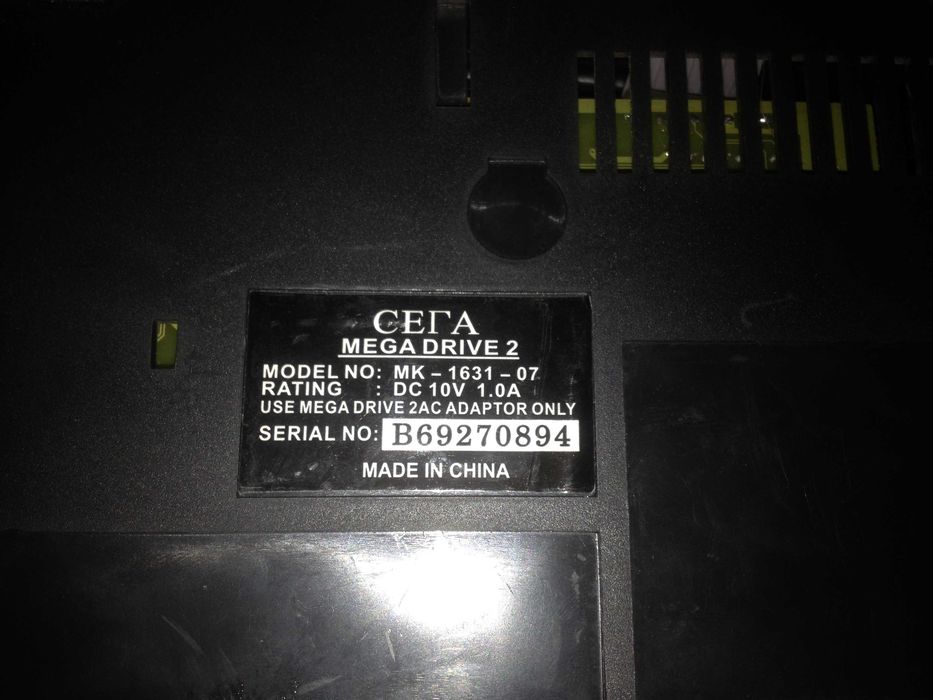 СЕГА
MEGA DRIVE 2
MODEL NO: MK – 1631 – 07
RATING : DC 10V 1.0A
USE MEGA DRIVE 2AC ADAPTOR ONLY
SERIAL NO: B69270894
MADE IN CHINA